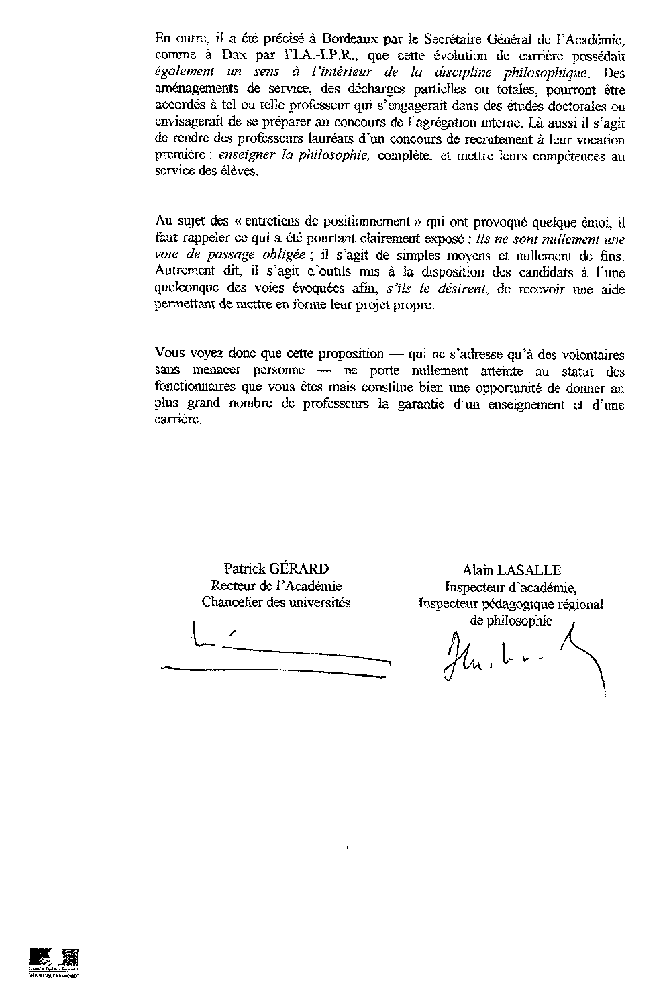 En outre, il a été précisé à Bordeaux par le Secrétaire Général de l'Académie,
comme à Dax par l'I.A.-I.P.R., que cette évolution de carrière possédait
également un sens à l'intérieur de la discipline philosophique. Des
aménagements de service, des décharges partielles ou totales, pourront être
accordés à tel ou telle professeur qui s'engagerait dans des études doctorales ou
envisagerait de se préparer au concours de l'agrégation interne. Là aussi il s'agit
de rendre des professeurs lauréats d'un concours de recrutement à leur vocation
première : enseigner la philosophie, compléter et mettre leurs compétences au
service des élèves.
Au sujet des « entretiens de positionnement » qui ont provoqué quelque émoi, il
faut rappeler ce qui a été pourtant clairement exposé : ils ne sont nullement une
voie de passage obligée ; il s'agit de simples moyens et nullement de fins.
Autrement dit, il s'agit d'outils mis à la disposition des candidats à l'une
quelconque des voies évoquées afin, s'ils le désirent, de recevoir une aide
permettant de mettre en forme leur projet propre.
Vous voyez donc que cette proposition — qui ne s'adresse qu'à des volontaires
sans menacer personne — ne porte nullement atteinte au statut des
fonctionnaires que vous êtes mais constitue bien une opportunité de donner au
plus grand nombre de professeurs la garantie d'un enseignement et d'une
carrière.
Patrick GÉRARD
Recteur de l'Académie
Chancelier des universités
Alain LASALLE
Inspecteur d'académie,
Inspecteur pédagogique régional
de philosophie
Liberté • Égalité • Fraternité
RÉPUBLIQUE FRANÇAISE